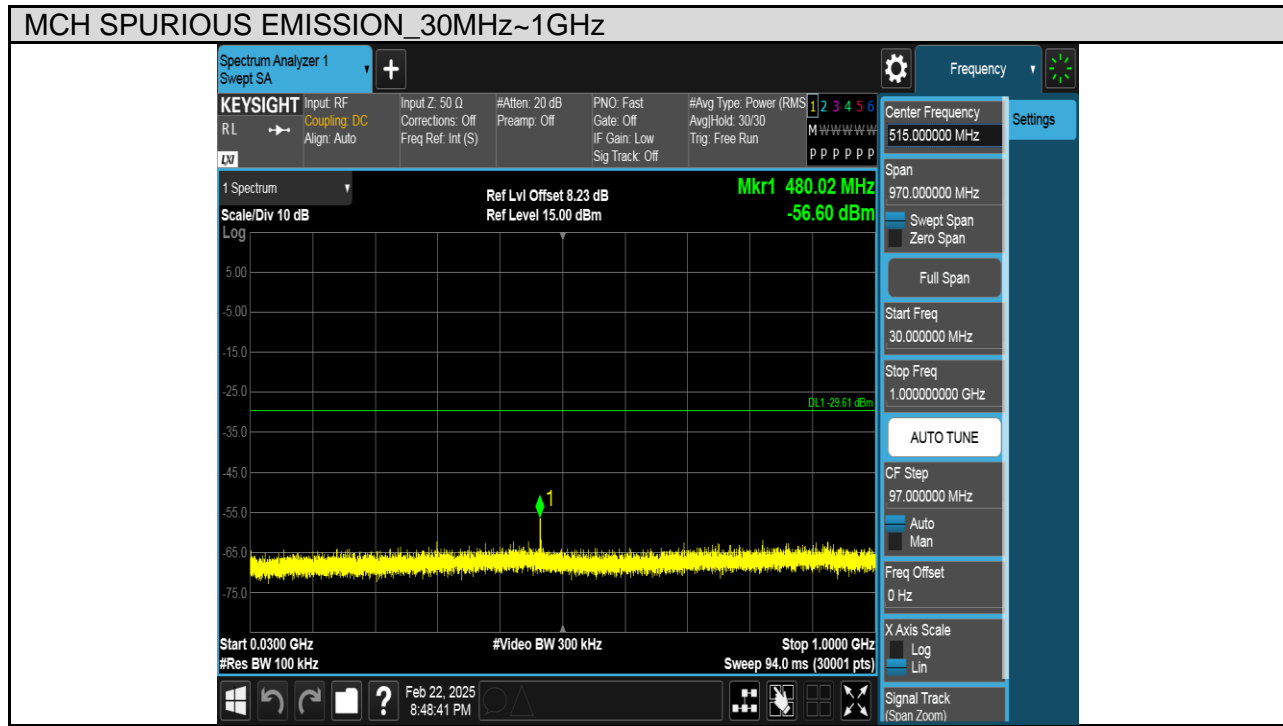 MCH SPURIOUS EMISSION_30MHz~1GHz
Spectrum Analyzer 1
Swept SA
+
Frequency
KEYSIGHT
RL
LXI
Input: RF
Coupling: DC
Align: Auto
Input Z: 50 Ω
Corrections: Off
Freq Ref: Int (S)
#Atten: 20 dB
Preamp: Off
PNO: Fast
Gate: Off
IF Gain: Low
Sig Track: Off
#Avg Type: Power (RMS
Avg|Hold: 30/30
Trig: Free Run
1 2 3 4 5 6
M W W W W W
P P P P P P
1 Spectrum
Scale/Div 10 dB
Log
Ref Lvl Offset 8.23 dB
Ref Level 15.00 dBm
Mkr1 480.02 MHz
-56.60 dBm
5.00
-5.00
-15.0
-25.0
DL1 -29.61 dBm
-35.0
-45.0
1
-55.0
-65.0
-75.0
Start 0.0300 GHz
#Res BW 100 kHz
#Video BW 300 kHz
Stop 1.0000 GHz
Sweep 94.0 ms (30001 pts)
?
Feb 22, 2025
8:48:41 PM
Center Frequency
515.000000 MHz
Settings
Span
970.000000 MHz
Swept Span
Zero Span
Full Span
Start Freq
30.000000 MHz
Stop Freq
1.000000000 GHz
AUTO TUNE
CF Step
97.000000 MHz
Auto
Man
Freq Offset
0 Hz
X Axis Scale
Log
Lin
Signal Track
(Span Zoom)